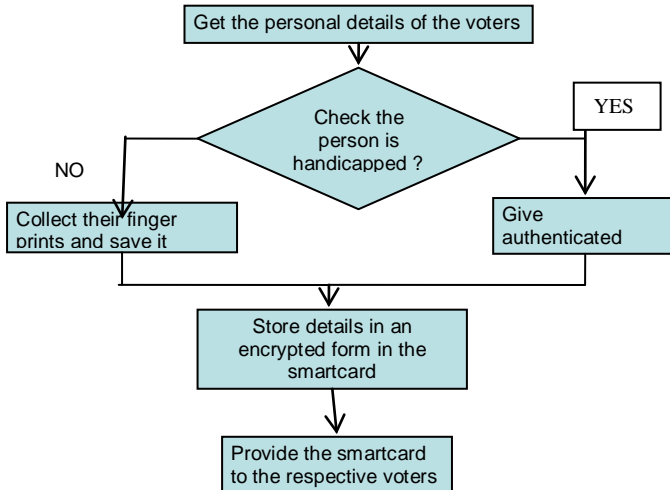 Get the personal details of the voters
YES
Check the
person is
handicapped ?
NO
Collect their finger
prints and save it
Give
authenticated
Store details in an
encrypted form in the
smartcard
Provide the smartcard
to the respective voters